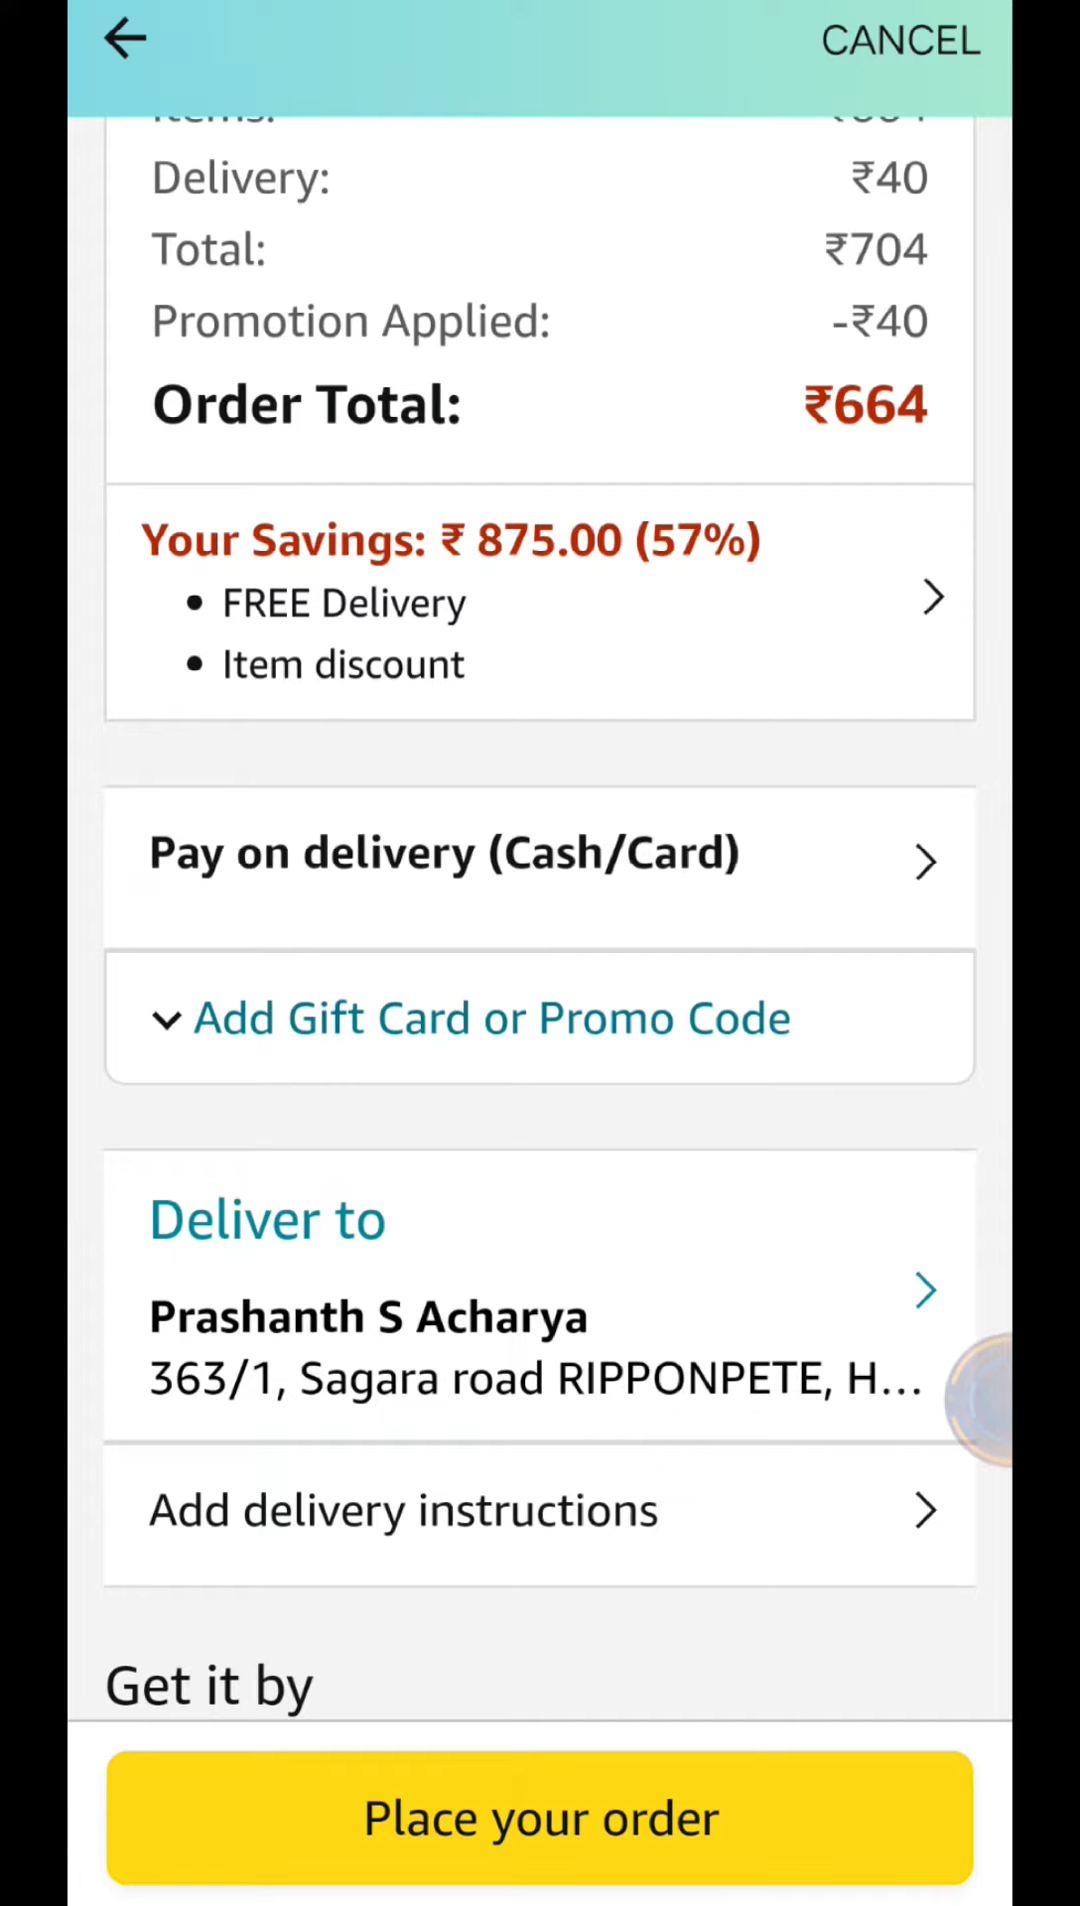 CANCEL
Delivery: ₹40
Total: ₹704
Promotion Applied: -₹40
Order Total: ₹664
Your Savings: ₹ 875.00 (57%)
• FREE Delivery
• Item discount
Pay on delivery (Cash/Card)
Add Gift Card or Promo Code
Deliver to
Prashanth S Acharya
363/1, Sagara road RIPPONPETE, H...
Add delivery instructions
Get it by
Place your order